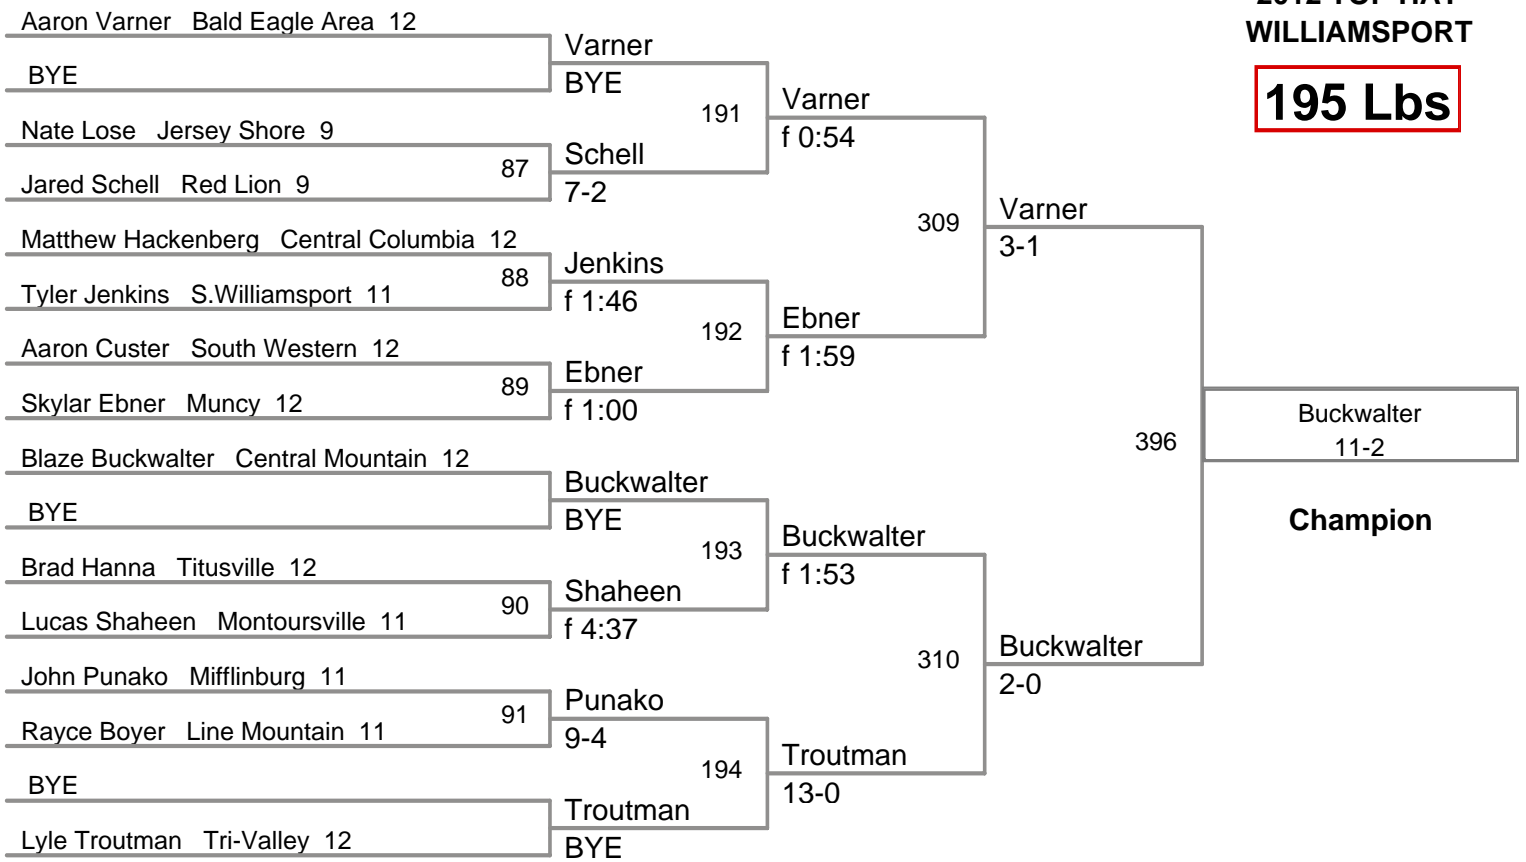 2012 TOP HAT
WILLIAMSPORT
195 Lbs
Aaron Varner Bald Eagle Area 12
BYE
Nate Lose Jersey Shore 9
87
Jared Schell Red Lion 9
Matthew Hackenberg Central Columbia 12
88
Tyler Jenkins S.Williamsport 11
Aaron Custer South Western 12
89
Skylar Ebner Muncy 12
Blaze Buckwalter Central Mountain 12
BYE
Brad Hanna Titusville 12
90
Lucas Shaheen Montoursville 11
John Punako Mifflinburg 11
91
Rayce Boyer Line Mountain 11
BYE
Lyle Troutman Tri-Valley 12
Varner
BYE
191
Schell
7-2
Jenkins
f 1:46
192
Ebner
f 1:00
Buckwalter
BYE
193
Shaheen
f 4:37
Punako
9-4
194
Troutman
BYE
Varner
f 0:54
309
Ebner
f 1:59
Buckwalter
f 1:53
310
Troutman
13-0
Varner
3-1
396
Buckwalter
2-0
Buckwalter
11-2
Champion